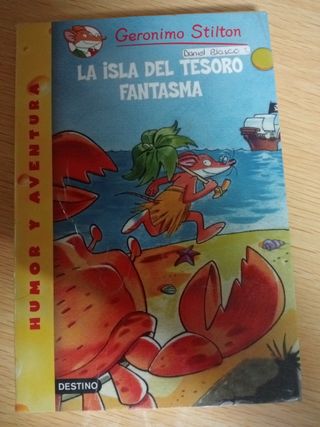 Geronimo Stilton
Daniel Blasco
LA ISLA DEL TESORO
FANTASMA
HUMOR Y AVENTURA
DESTINO